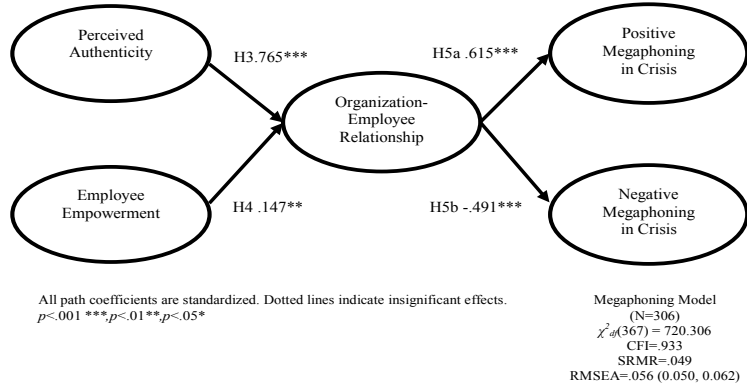 Perceived
Authenticity
H3.765***
H5a .615***
Positive
Megaphoning
in Crisis
Organization-
Employee
Relationship
Employee
Empowerment
H4 .147**
H5b -.491***
Negative
Megaphoning
in Crisis
All path coefficients are standardized. Dotted lines indicate insignificant effects.
p<.001 ***,p<.01**,p<.05*
Megaphoning Model
(N=306)
χ²df(367) = 720.306
CFI=.933
SRMR=.049
RMSEA=.056 (0.050, 0.062)